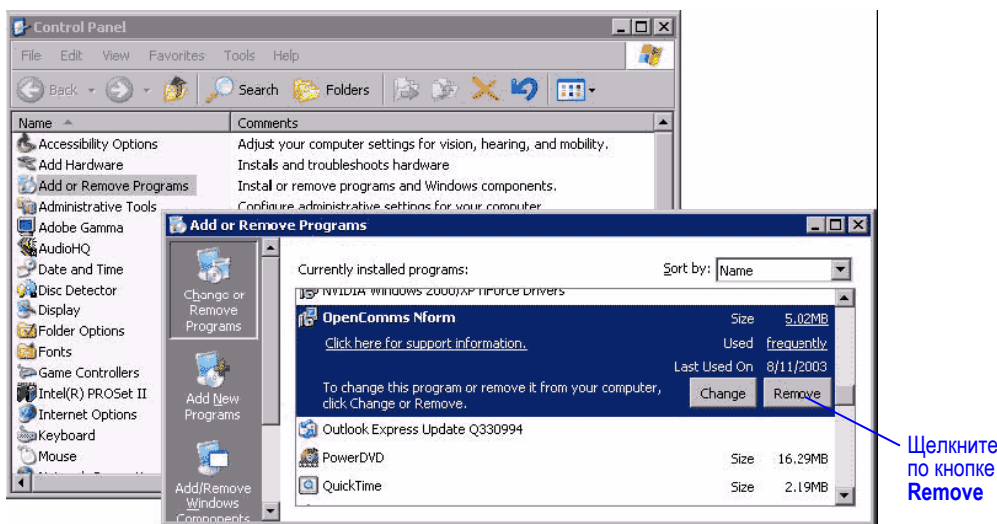 Control Panel
File Edit View Favorites Tools Help
Back Search Folders
Name Comments
Accessibility Options Adjust your computer settings for vision, hearing, and mobility.
Add Hardware Instals and troubleshoots hardware
Add or Remove Programs Instal or remove programs and Windows components.
Administrative Tools Configure administrative settings for your computer
Adobe Gamma
AudioHQ
Date and Time
Disc Detector
Display
Folder Options
Fonts
Game Controllers
Intel(R) PROSet II
Internet Options
Keyboard
Mouse
Add or Remove Programs
Change or
Remove
Programs
Add New
Programs
Add/Remove
Windows
Components
Currently installed programs: Sort by: Name
NVIDIA Windows 2000/XP nForce Drivers
OpenComms Nform Size 5.02MB
Click here for support information. Used frequently
Last Used On 8/11/2003
To change this program or remove it from your computer,
click Change or Remove.
Change Remove
Outlook Express Update Q330994
PowerDVD Size 16.29MB
QuickTime Size 2.19MB
Щелкните
по кнопке
Remove